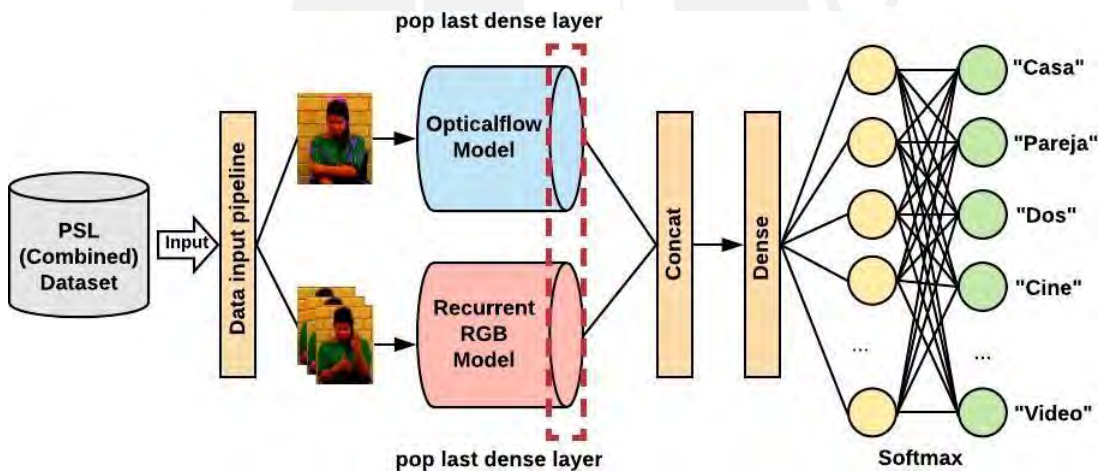 pop last dense layer
PSL
(Combined)
Dataset
Input
Data input pipeline
Opticalflow
Model
Recurrent
RGB
Model
pop last dense layer
Concat
Dense
"Casa"
"Pareja"
"Dos"
"Cine"
...
...
"Video"
Softmax